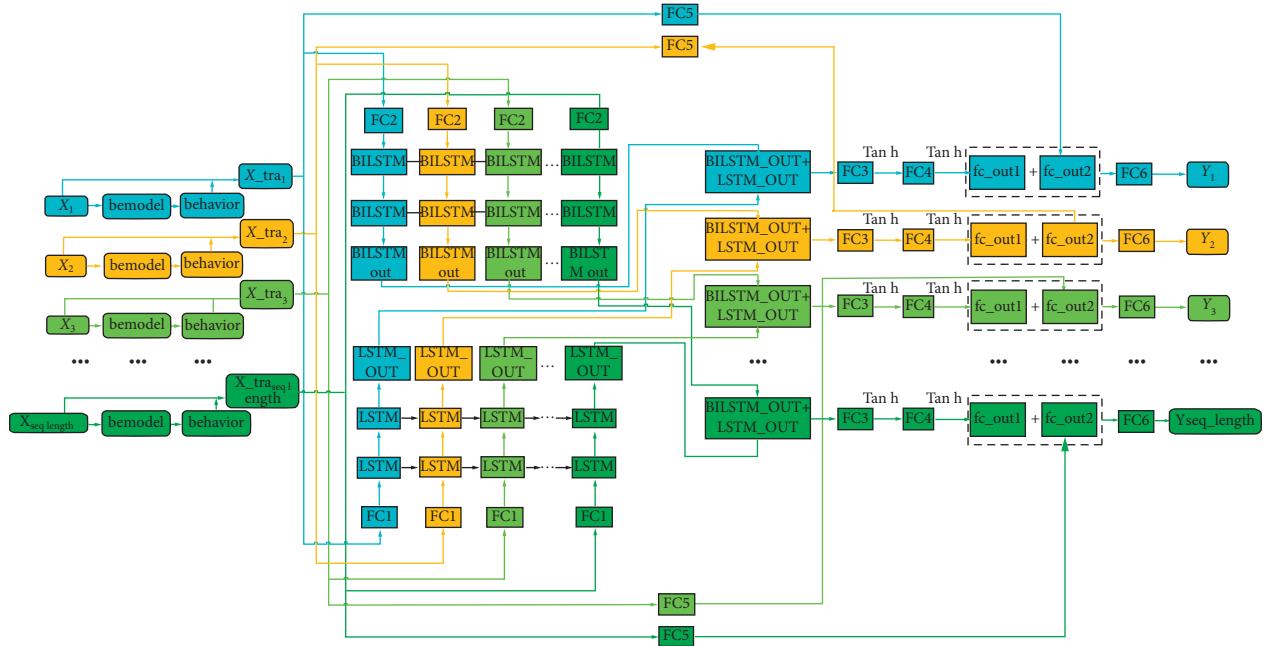 FC5
FC5
FC2
FC2
FC2
FC2
BILSTM
BILSTM
BILSTM
...
BILSTM
BILSTM
BILSTM
BILSTM
...
BILSTM
BILSTM
out
BILSTM
out
BILSTM
out
...
BILST
M out
X_tra1
X1
bemodel
behavior
X_tra2
X2
bemodel
behavior
X_tra3
X3
bemodel
behavior
...
...
...
X_traseq l
ength
Xseq length
bemodel
behavior
LSTM_
OUT
LSTM_
OUT
LSTM_
OUT
...
LSTM_
OUT
LSTM
LSTM
LSTM
...
LSTM
LSTM
LSTM
LSTM
...
LSTM
FC1
FC1
FC1
FC1
BILSTM_OUT+
LSTM_OUT
FC3
Tan h
FC4
Tan h
fc_out1
+
fc_out2
FC6
Y1
BILSTM_OUT+
LSTM_OUT
FC3
Tan h
FC4
Tan h
fc_out1
+
fc_out2
FC6
Y2
BILSTM_OUT+
LSTM_OUT
FC3
Tan h
FC4
Tan h
fc_out1
+
fc_out2
FC6
Y3
...
...
...
...
...
BILSTM_OUT+
LSTM_OUT
FC3
Tan h
FC4
Tan h
fc_out1
+
fc_out2
FC6
Yseq_length
FC5
FC5